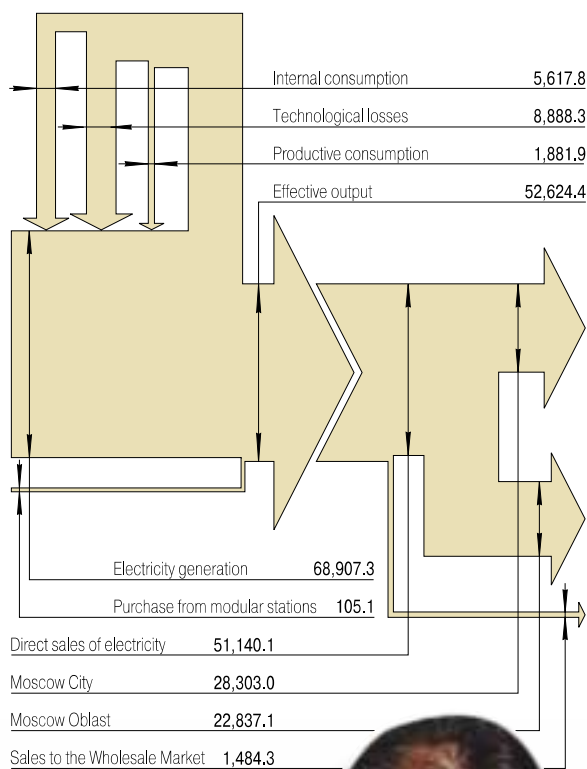 Internal consumption 5,617.8
Technological losses 8,888.3
Productive consumption 1,881.9
Effective output 52,624.4
Electricity generation 68,907.3
Purchase from modular stations 105.1
Direct sales of electricity 51,140.1
Moscow City 28,303.0
Moscow Oblast 22,837.1
Sales to the Wholesale Market 1,484.3